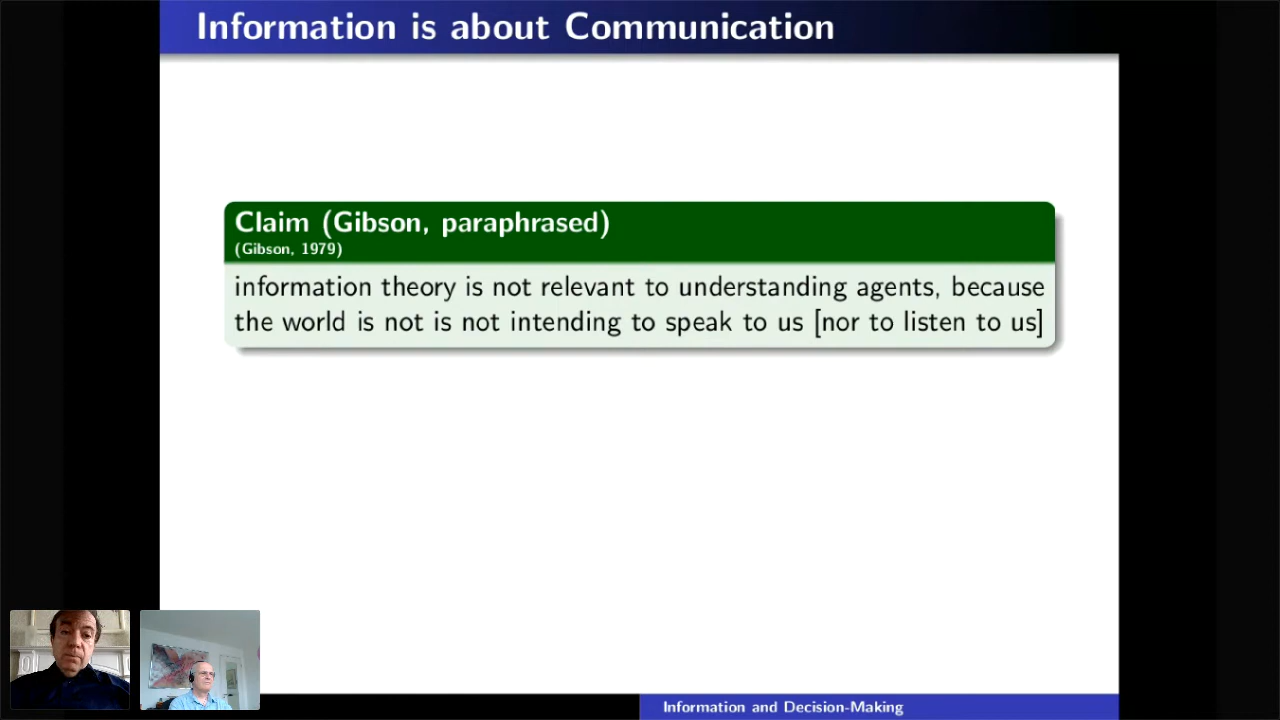 Information is about Communication
Claim (Gibson, paraphrased)
(Gibson, 1979)
information theory is not relevant to understanding agents, because
the world is not is not intending to speak to us [nor to listen to us]
Information and Decision-Making